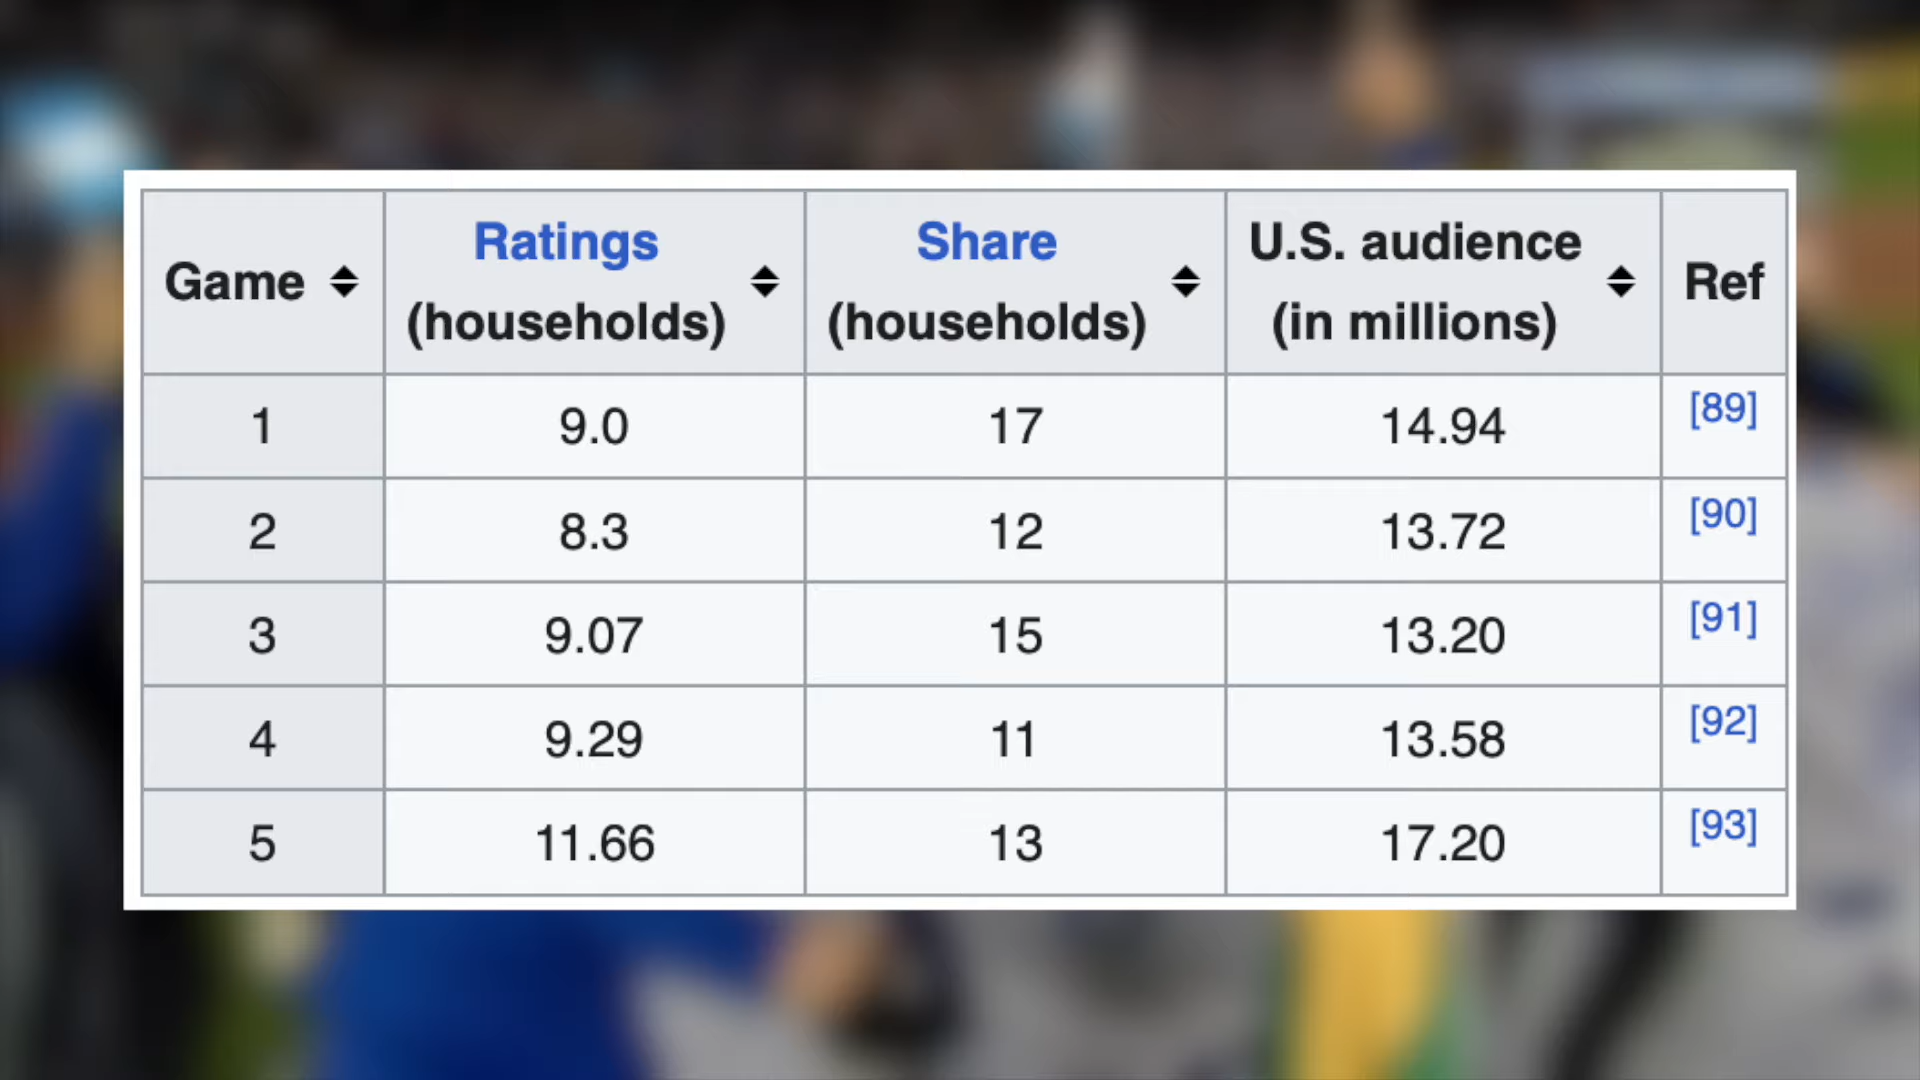 Game Ratings (households) Share (households) U.S. audience (in millions) Ref
1 9.0 17 14.94 [89]
2 8.3 12 13.72 [90]
3 9.07 15 13.20 [91]
4 9.29 11 13.58 [92]
5 11.66 13 17.20 [93]